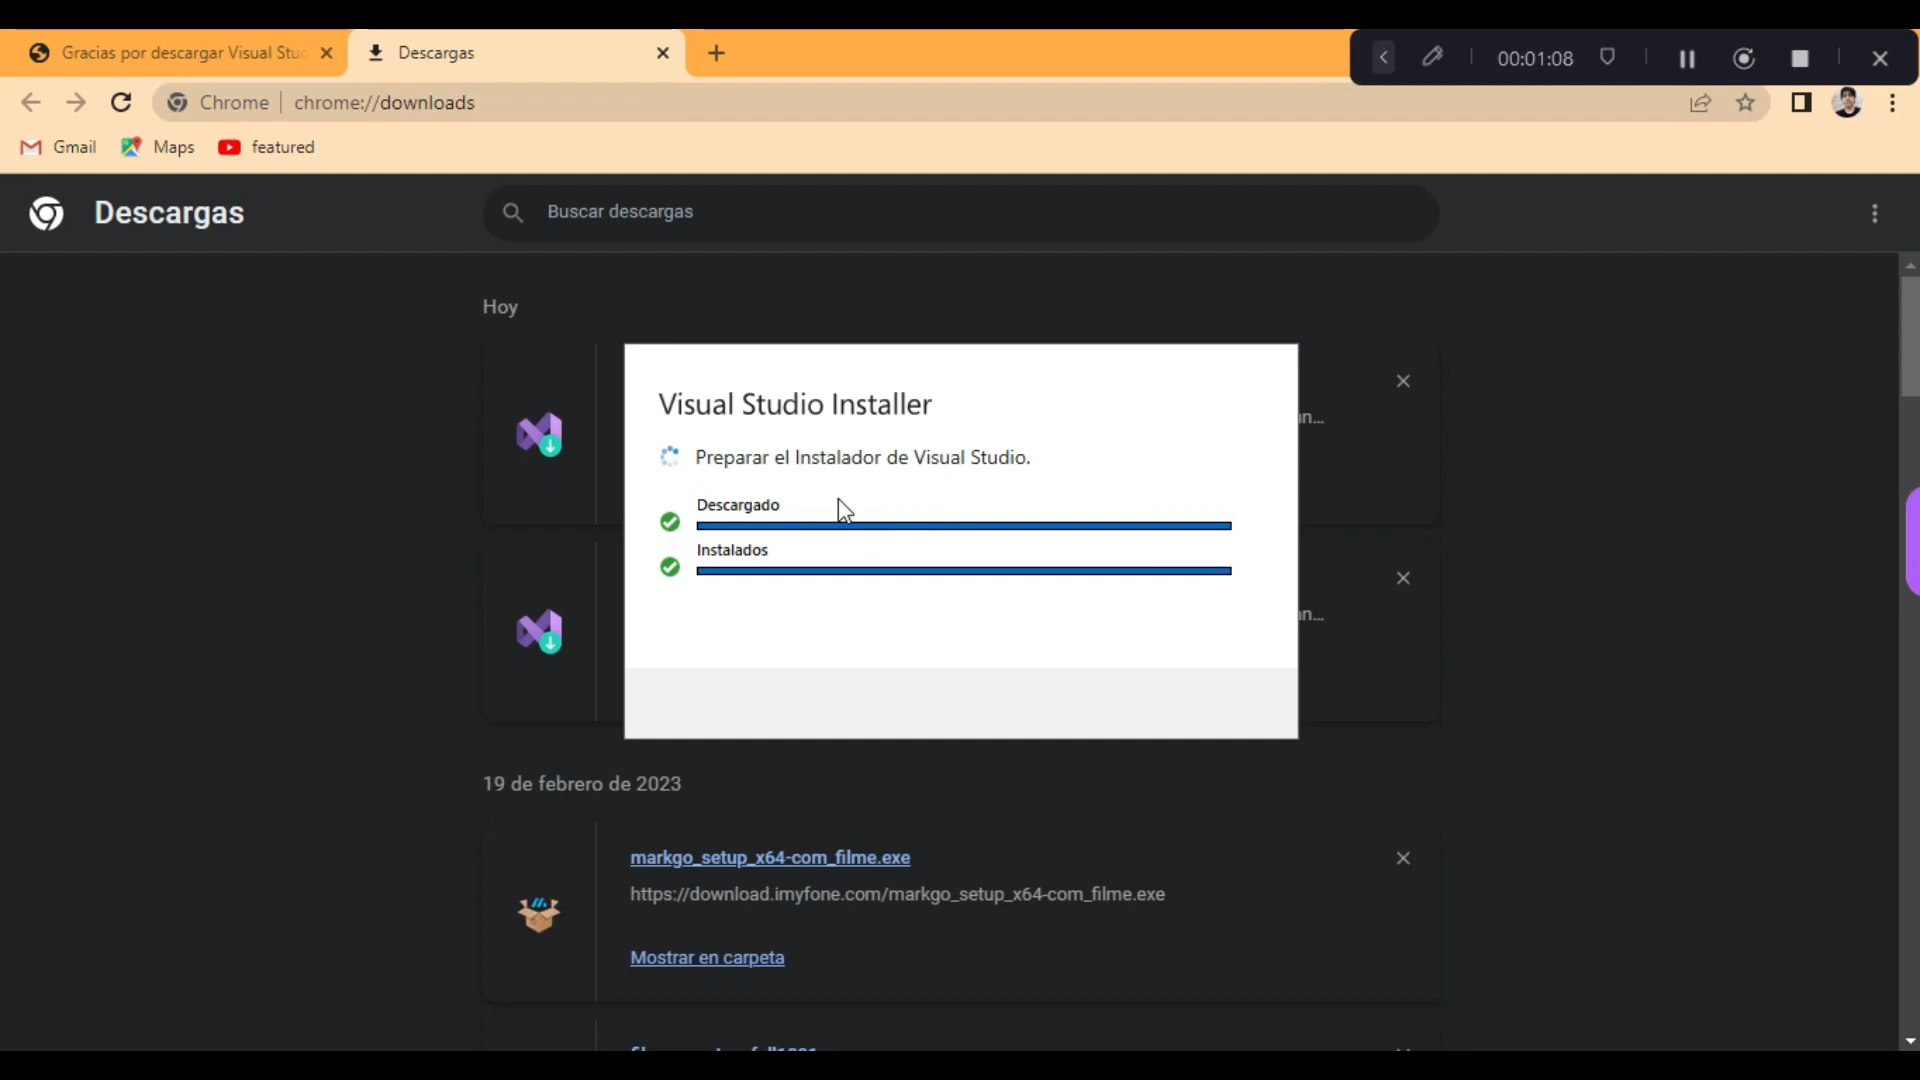 Gracias por descargar Visual Stu
Descargas
00:01:08
Chrome
chrome://downloads
Gmail
Maps
featured
Descargas
Buscar descargas
Hoy
Visual Studio Installer
Preparar el Instalador de Visual Studio.
Descargado
Instalados
19 de febrero de 2023
markgo_setup_x64-com_filme.exe
https://download.imyfone.com/markgo_setup_x64-com_filme.exe
Mostrar en carpeta